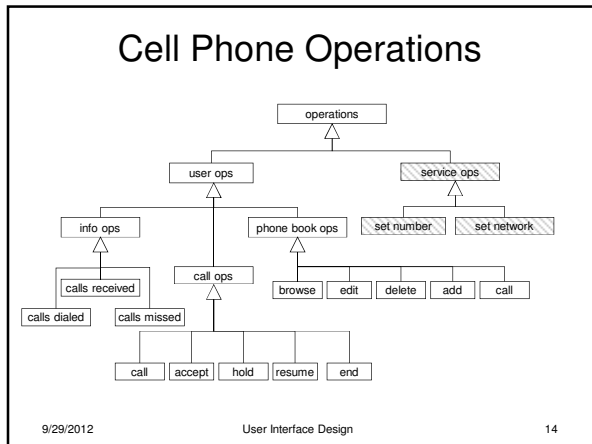 Cell Phone Operations
operations
user ops
service ops
info ops
phone book ops
set number
set network
call ops
calls received
browse
edit
delete
add
call
calls dialed
calls missed
call
accept
hold
resume
end
9/29/2012
User Interface Design
14